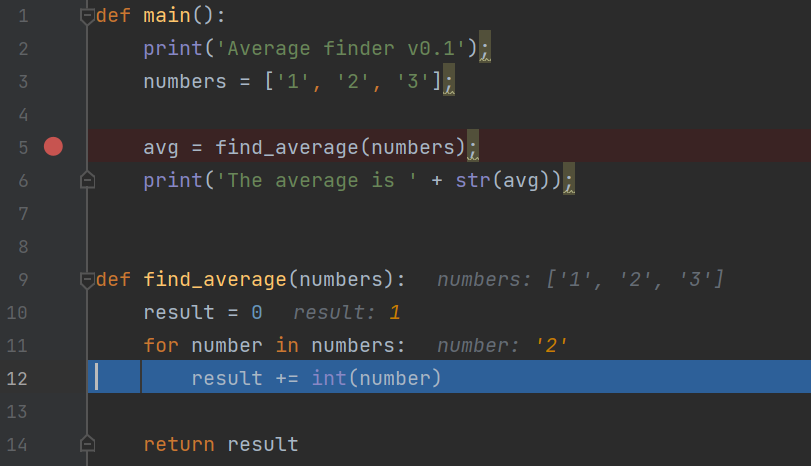 1 def main():
2     print('Average finder v0.1');
3     numbers = ['1', '2', '3'];
4
5     avg = find_average(numbers);
6     print('The average is ' + str(avg));
7
8
9 def find_average(numbers):  numbers: ['1', '2', '3']
10     result = 0  result: 1
11     for number in numbers:  number: '2'
12         result += int(number)
13
14     return result